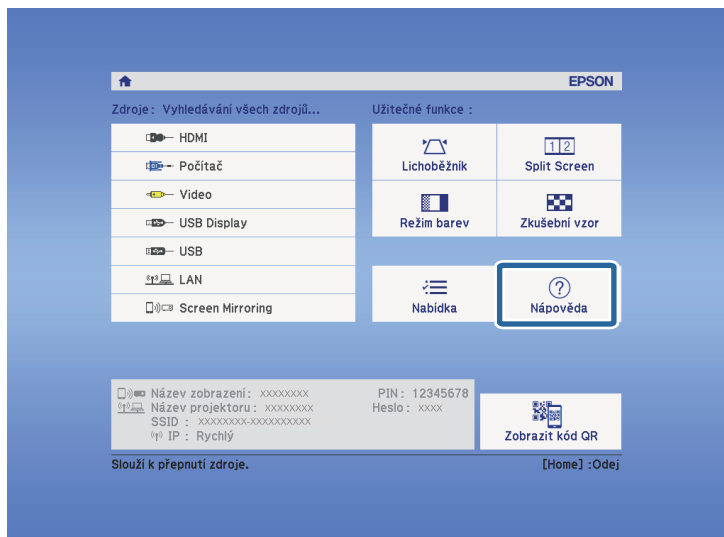 EPSON
Zdroje: Vyhledávání všech zdrojů...
HDMI
Počítač
Video
USB Display
USB
LAN
Screen Mirroring
Užitečné funkce :
Lichoběžník
1 2
Split Screen
Režim barev
Zkušební vzor
Nabídka
?
Nápověda
Název zobrazení: xxxxxxxx
PIN: 12345678
Název projektoru: xxxxxxxx
Heslo: xxxx
SSID : xxxxxxxx-xxxxxxxxxx
IP : Rychlý
Zobrazit kód QR
Slouží k přepnutí zdroje.
[Home] :Odej